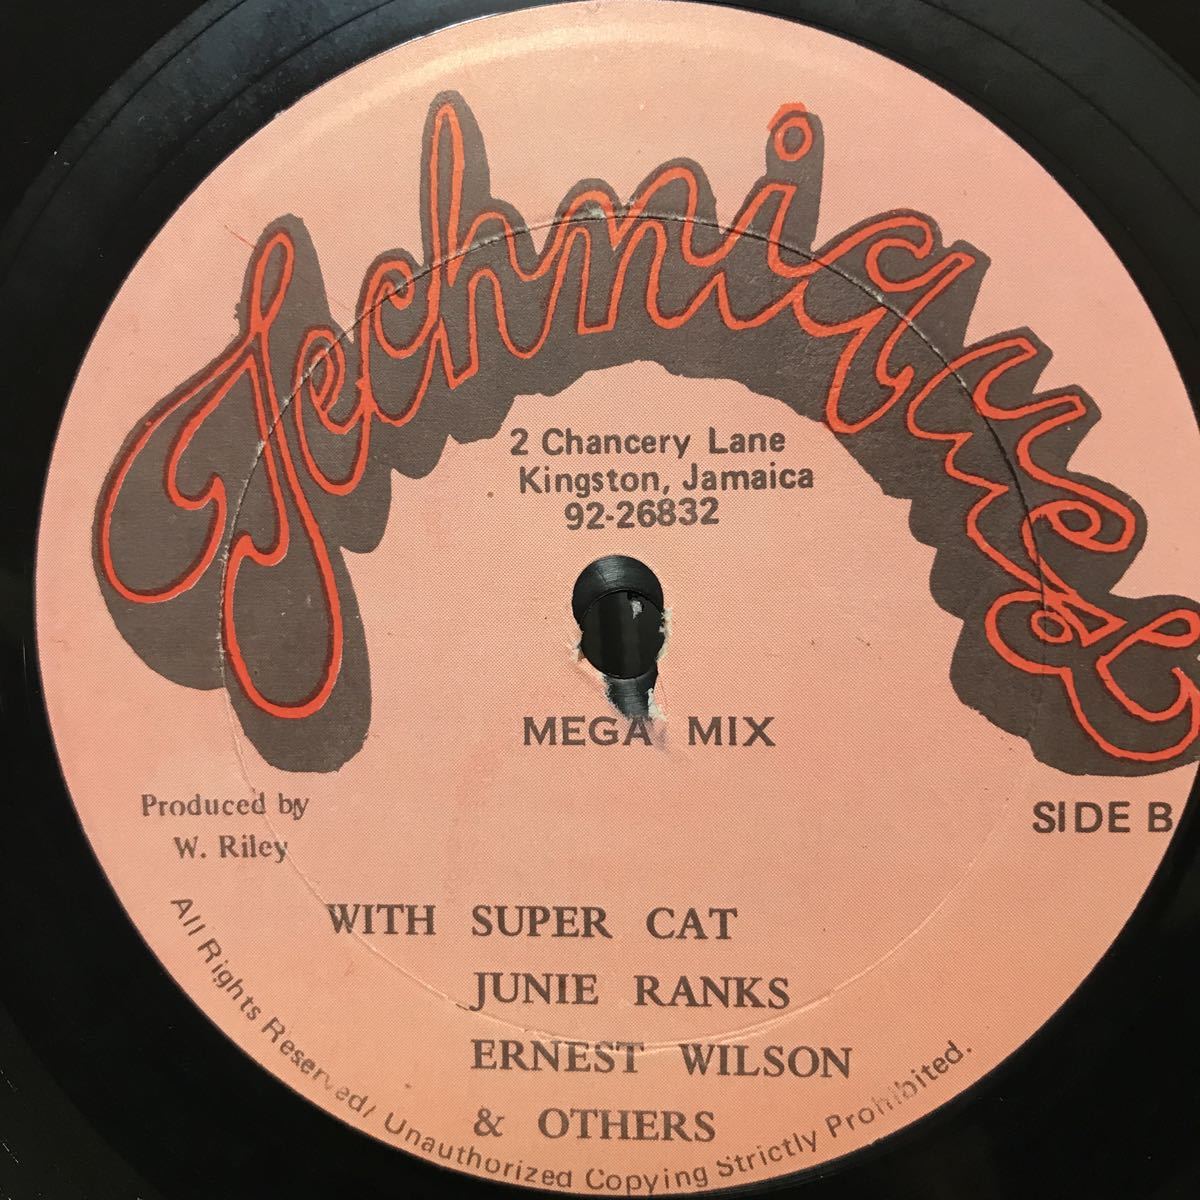 Techniques
2 Chancery Lane
Kingston, Jamaica
92-26832
MEGA MIX
Produced by
W. Riley
SIDE B
WITH SUPER CAT
JUNIE RANKS
ERNEST WILSON
& OTHERS
All Rights Reserved/ Unauthorized Copying Strictly Prohibited.